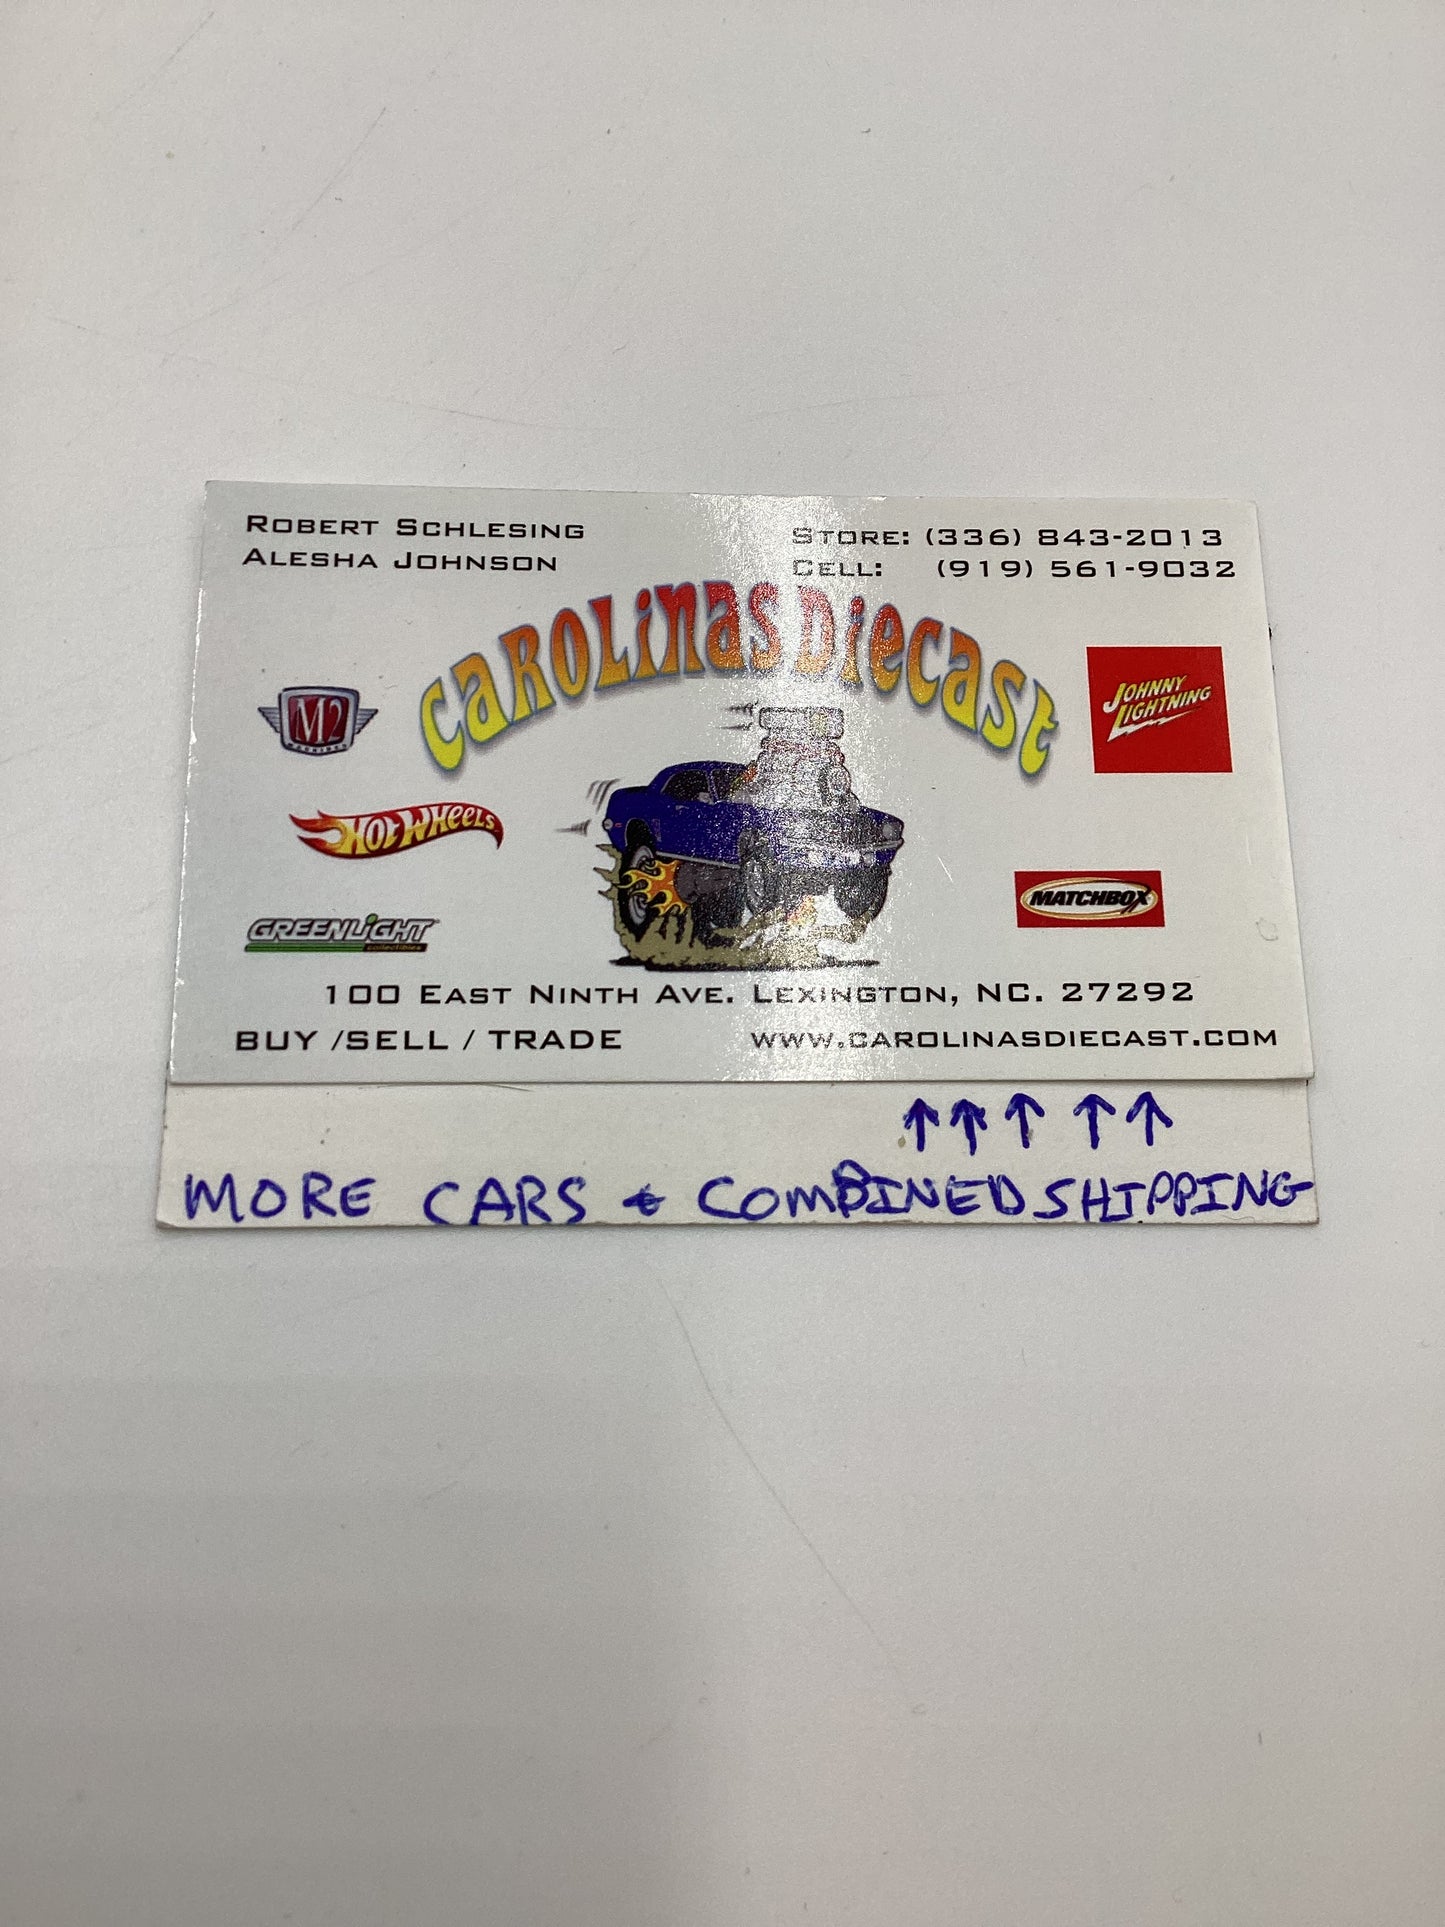 ROBERT SCHLESING
ALESHA JOHNSON
STORE: (336) 843-2013
CELL: (919) 561-9032
CAROLINAS DIECAST
M2
MACHINES
JOHNNY
LIGHTNING
HOT WHEELS
MATCHBOX
GREENLIGHT
collectibles
100 EAST NINTH AVE. LEXINGTON, NC. 27292
BUY /SELL / TRADE
WWW.CAROLINASDIECAST.COM
↑ ↑ ↑ ↑ ↑
MORE CARS & COMBINED SHIPPING